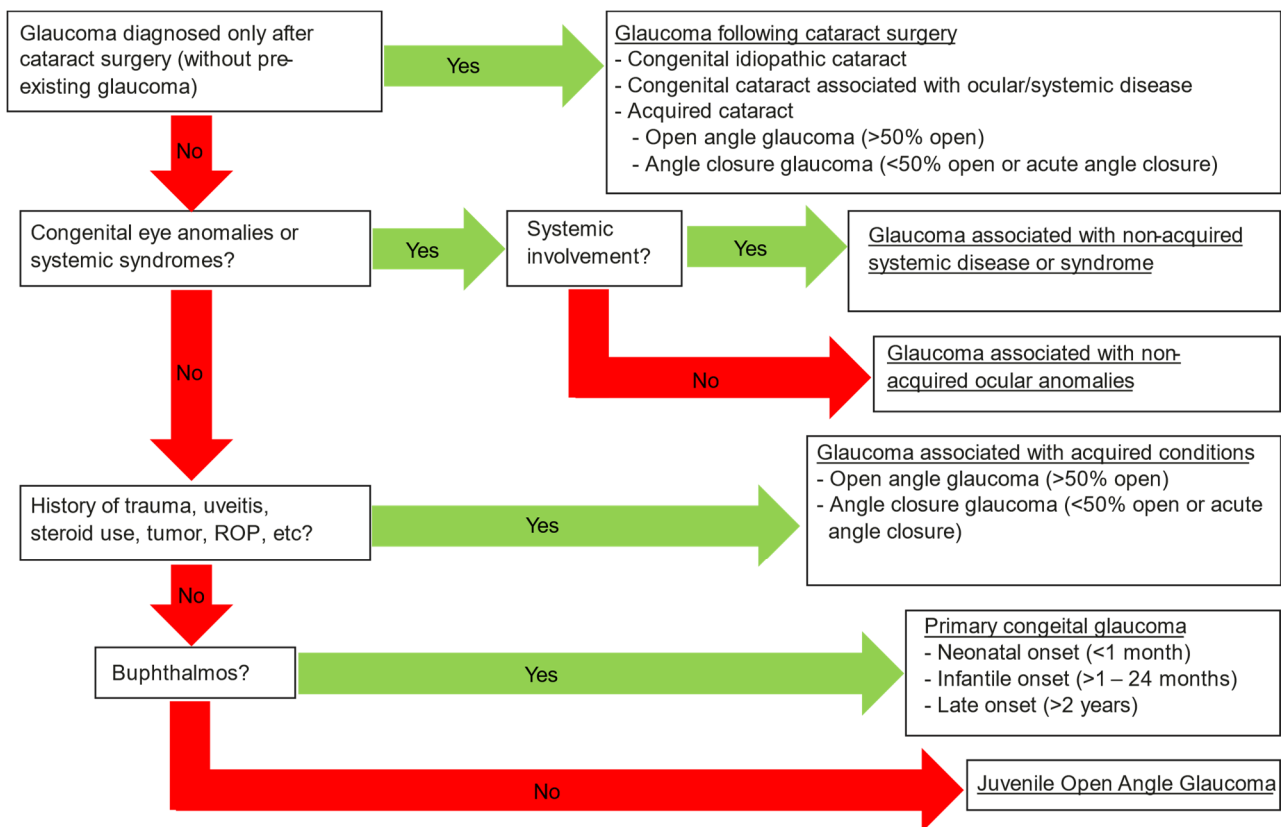 Glaucoma diagnosed only after
cataract surgery (without pre-
existing glaucoma)
Yes
Glaucoma following cataract surgery
- Congenital idiopathic cataract
- Congenital cataract associated with ocular/systemic disease
- Acquired cataract
- Open angle glaucoma (>50% open)
- Angle closure glaucoma (<50% open or acute angle closure)
No
Congenital eye anomalies or
systemic syndromes?
Yes
Systemic
involvement?
Yes
Glaucoma associated with non-acquired
systemic disease or syndrome
No
No
Glaucoma associated with non-
acquired ocular anomalies
History of trauma, uveitis,
steroid use, tumor, ROP, etc?
Yes
Glaucoma associated with acquired conditions
- Open angle glaucoma (>50% open)
- Angle closure glaucoma (<50% open or acute
angle closure)
No
Buphthalmos?
Yes
Primary congeital glaucoma
- Neonatal onset (<1 month)
- Infantile onset (>1 – 24 months)
- Late onset (>2 years)
No
Juvenile Open Angle Glaucoma